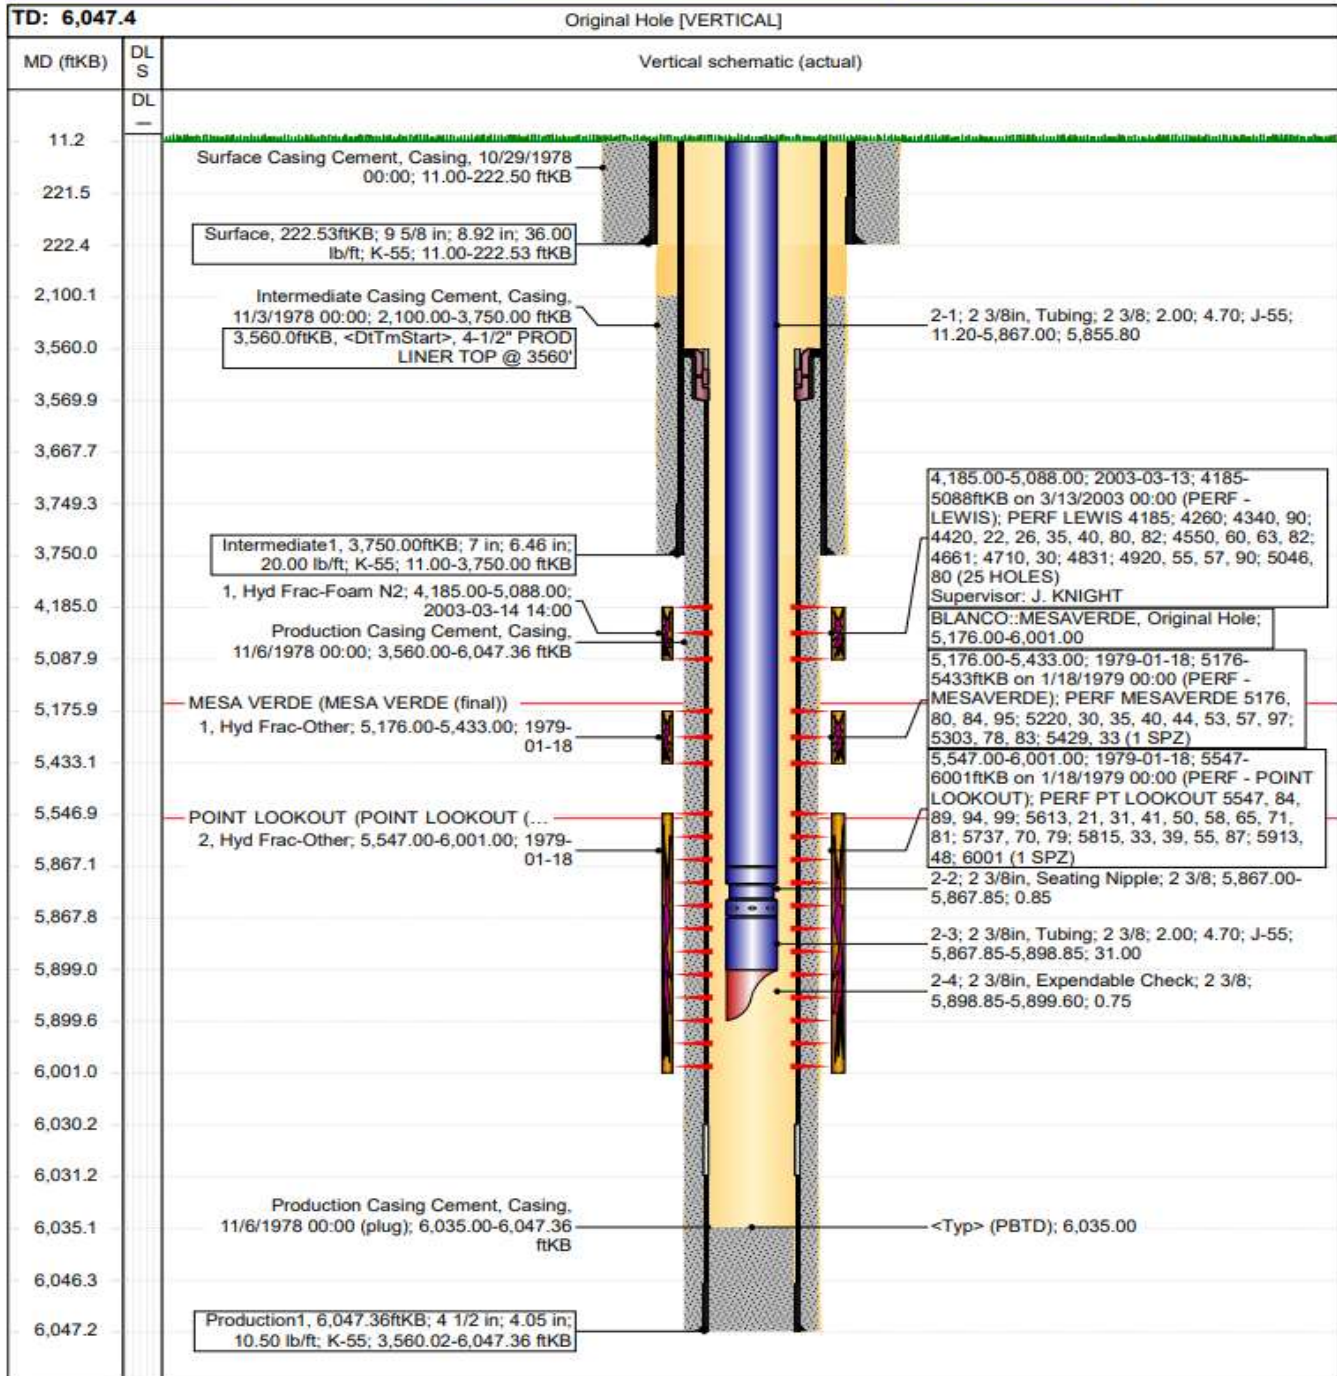 TD: 6,047.4
Original Hole [VERTICAL]
MD (ftKB)
DL
S
Vertical schematic (actual)
DL
—
11.2
221.5
222.4
2,100.1
3,560.0
3,569.9
3,667.7
3,749.3
3,750.0
4,185.0
5,087.9
5,175.9
5,433.1
5,546.9
5,867.1
5,867.8
5,899.0
5,899.6
6,001.0
6,030.2
6,031.2
6,035.1
6,046.3
6,047.2
Surface Casing Cement, Casing, 10/29/1978
00:00; 11.00-222.50 ftKB
Surface, 222.53ftKB; 9 5/8 in; 8.92 in; 36.00
lb/ft; K-55; 11.00-222.53 ftKB
Intermediate Casing Cement, Casing,
11/3/1978 00:00; 2,100.00-3,750.00 ftKB
3,560.0ftKB, <DtTmStart>, 4-1/2" PROD
LINER TOP @ 3560'
Intermediate1, 3,750.00ftKB; 7 in; 6.46 in;
20.00 lb/ft; K-55; 11.00-3,750.00 ftKB
1, Hyd Frac-Foam N2; 4,185.00-5,088.00;
2003-03-14 14:00
Production Casing Cement, Casing,
11/6/1978 00:00; 3,560.00-6,047.36 ftKB
MESA VERDE (MESA VERDE (final))
1, Hyd Frac-Other; 5,176.00-5,433.00; 1979-
01-18
POINT LOOKOUT (POINT LOOKOUT (...
2, Hyd Frac-Other; 5,547.00-6,001.00; 1979-
01-18
Production Casing Cement, Casing,
11/6/1978 00:00 (plug); 6,035.00-6,047.36
ftKB
Production1, 6,047.36ftKB; 4 1/2 in; 4.05 in;
10.50 lb/ft; K-55; 3,560.02-6,047.36 ftKB
2-1; 2 3/8in, Tubing; 2 3/8; 2.00; 4.70; J-55;
11.20-5,867.00; 5,855.80
4,185.00-5,088.00; 2003-03-13; 4185-
5088ftKB on 3/13/2003 00:00 (PERF -
LEWIS); PERF LEWIS 4185; 4260; 4340, 90;
4420, 22, 26, 35, 40, 80, 82; 4550, 60, 63, 82;
4661; 4710, 30; 4831; 4920, 55, 57, 90; 5046,
80 (25 HOLES)
Supervisor: J. KNIGHT
BLANCO::MESAVERDE, Original Hole;
5,176.00-6,001.00
5,176.00-5,433.00; 1979-01-18; 5176-
5433ftKB on 1/18/1979 00:00 (PERF -
MESAVERDE); PERF MESAVERDE 5176,
80, 84, 95; 5220, 30, 35, 40, 44, 53, 57, 97;
5303, 78, 83; 5429, 33 (1 SPZ)
5,547.00-6,001.00; 1979-01-18; 5547-
6001ftKB on 1/18/1979 00:00 (PERF - POINT
LOOKOUT); PERF PT LOOKOUT 5547, 84,
89, 94, 99; 5613, 21, 31, 41, 50, 58, 65, 71,
81; 5737, 70, 79; 5815, 33, 39, 55, 87; 5913,
48; 6001 (1 SPZ)
2-2; 2 3/8in, Seating Nipple; 2 3/8; 5,867.00-
5,867.85; 0.85
2-3; 2 3/8in, Tubing; 2 3/8; 2.00; 4.70; J-55;
5,867.85-5,898.85; 31.00
2-4; 2 3/8in, Expendable Check; 2 3/8;
5,898.85-5,899.60; 0.75
<Typ> (PBTD); 6,035.00